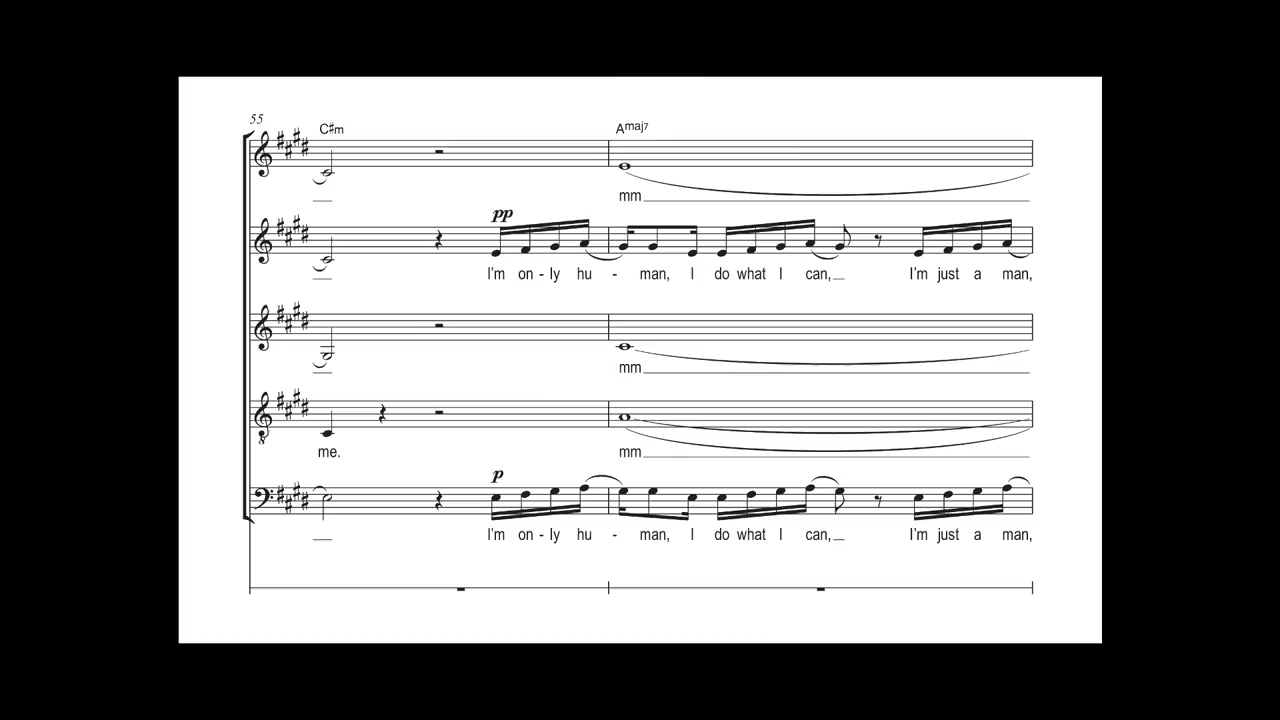 55
C#m Amaj7
mm
pp
I'm on - ly hu - man, I do what I can, I'm just a man,
mm
me. mm
p
I'm on - ly hu - man, I do what I can, I'm just a man,